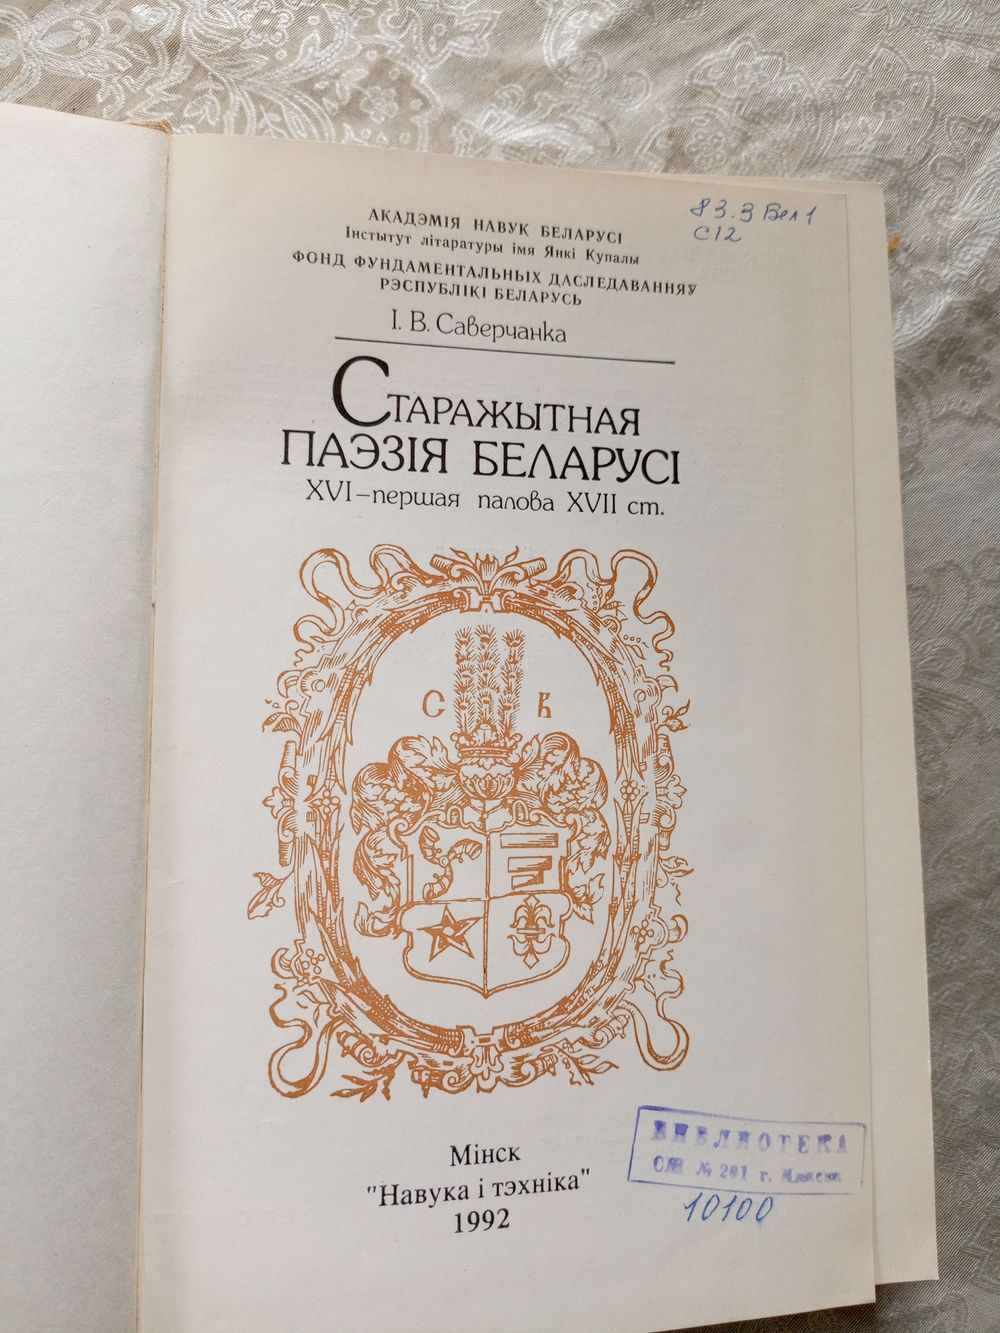 83.3 Бел 1
С12
АКАДЭМІЯ НАВУК БЕЛАРУСІ
Інстытут літаратуры імя Янкі Купалы
ФОНД ФУНДАМЕНТАЛЬНЫХ ДАСЛЕДАВАННЯЎ
РЭСПУБЛІКІ БЕЛАРУСЬ
І. В. Саверчанка
СТАРАЖЫТНАЯ
ПАЭЗІЯ БЕЛАРУСІ
XVI – першая палова XVII ст.
С В
Мінск
"Навука і тэхніка"
1992
БИБЛИОТЕКА
СШ № 201 г. Минска
10100